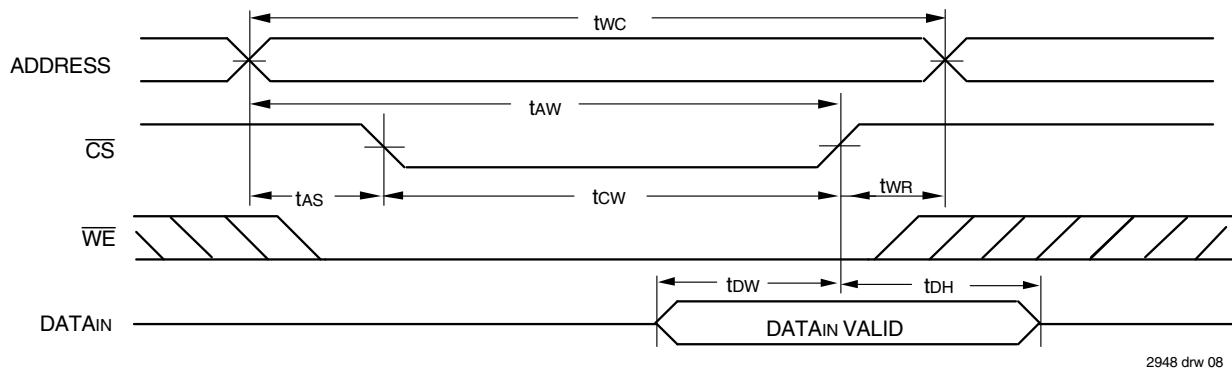 tWC
ADDRESS
tAW
CS
tAS
tCW
tWR
WE
tDW
tDH
DATAIN
DATAIN VALID
2948 drw 08